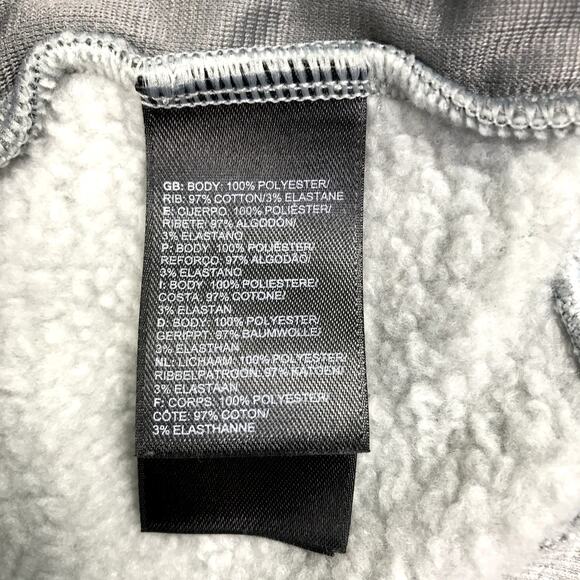 GB: BODY: 100% POLYESTER/
RIB: 97% COTTON/3% ELASTANE
E: CUERPO: 100% POLIÉSTER/
RIBETE: 97% ALGODÓN/
3% ELASTANO
P: BODY: 100% POLIÉSTER/
REFORÇO: 97% ALGODÃO/
3% ELASTANO
I: BODY: 100% POLIESTERE/
COSTA: 97% COTONE/
3% ELASTAN
D: BODY: 100% POLYESTER/
GERIPPT: 97% BAUMWOLLE/
3% ELASTHAN
NL: LICHAAM: 100% POLYESTER/
RIBBELPATROON: 97% KATOEN/
3% ELASTAAN
F: CORPS: 100% POLYESTER/
CÔTE: 97% COTON/
3% ELASTHANNE